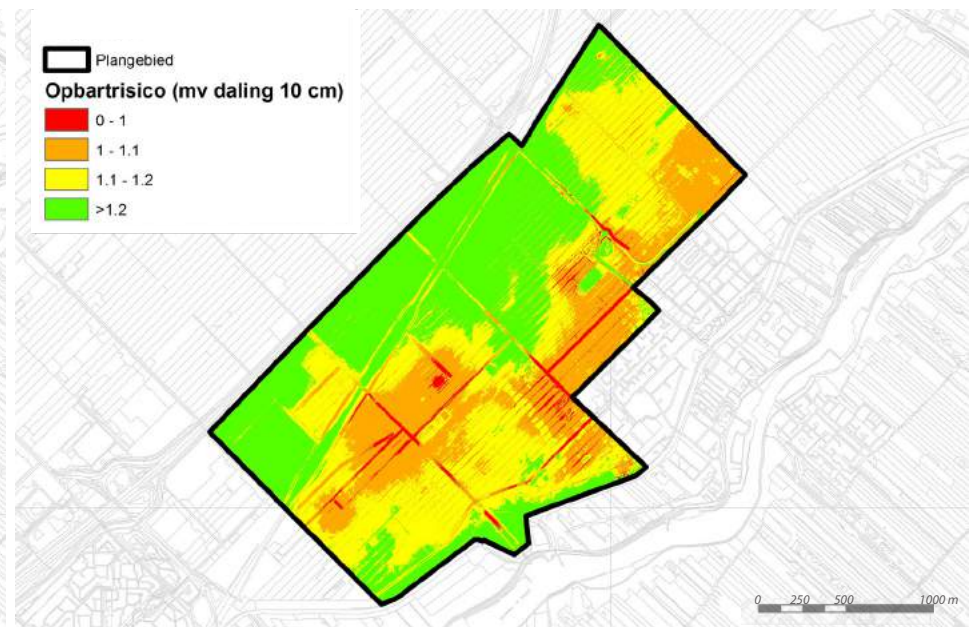 Plangebied
Opbartrisico (mv daling 10 cm)
0 - 1
1 - 1.1
1.1 - 1.2
>1.2
0 250 500 1000 m